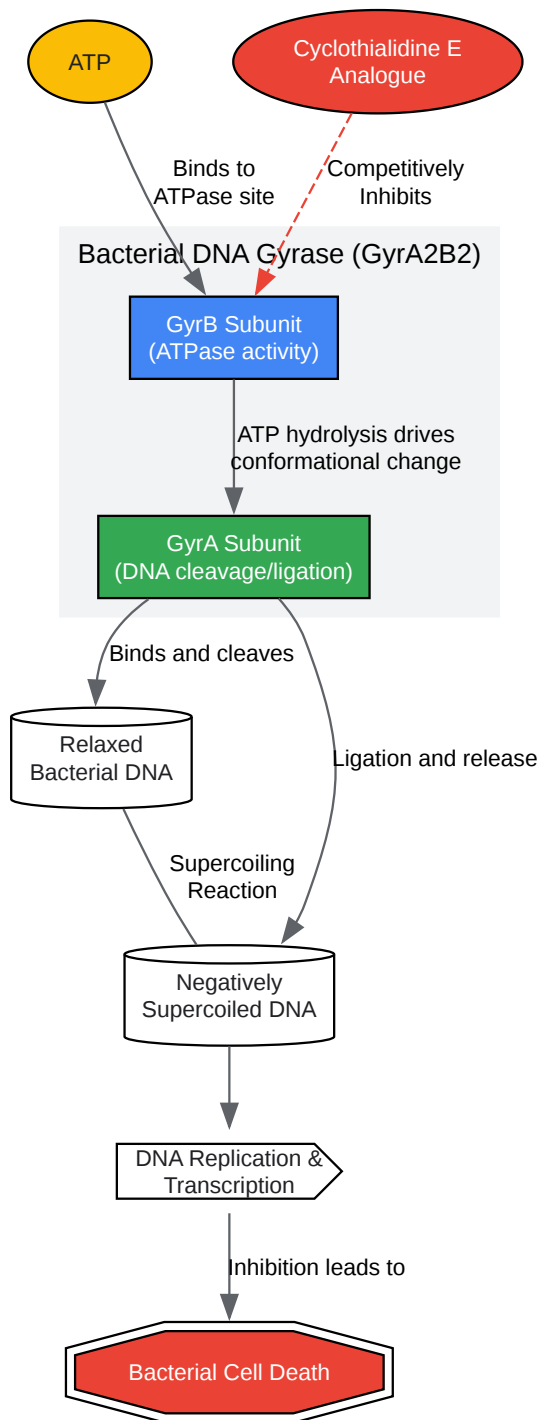 ATP
Cyclothialidine E
Analogue
Binds to
ATPase site
Competitively
Inhibits
Bacterial DNA Gyrase (GyrA2B2)
GyrB Subunit
(ATPase activity)
ATP hydrolysis drives
conformational change
GyrA Subunit
(DNA cleavage/ligation)
Binds and cleaves
Relaxed
Bacterial DNA
Ligation and release
Supercoiling
Reaction
Negatively
Supercoiled DNA
DNA Replication &
Transcription
Inhibition leads to
Bacterial Cell Death